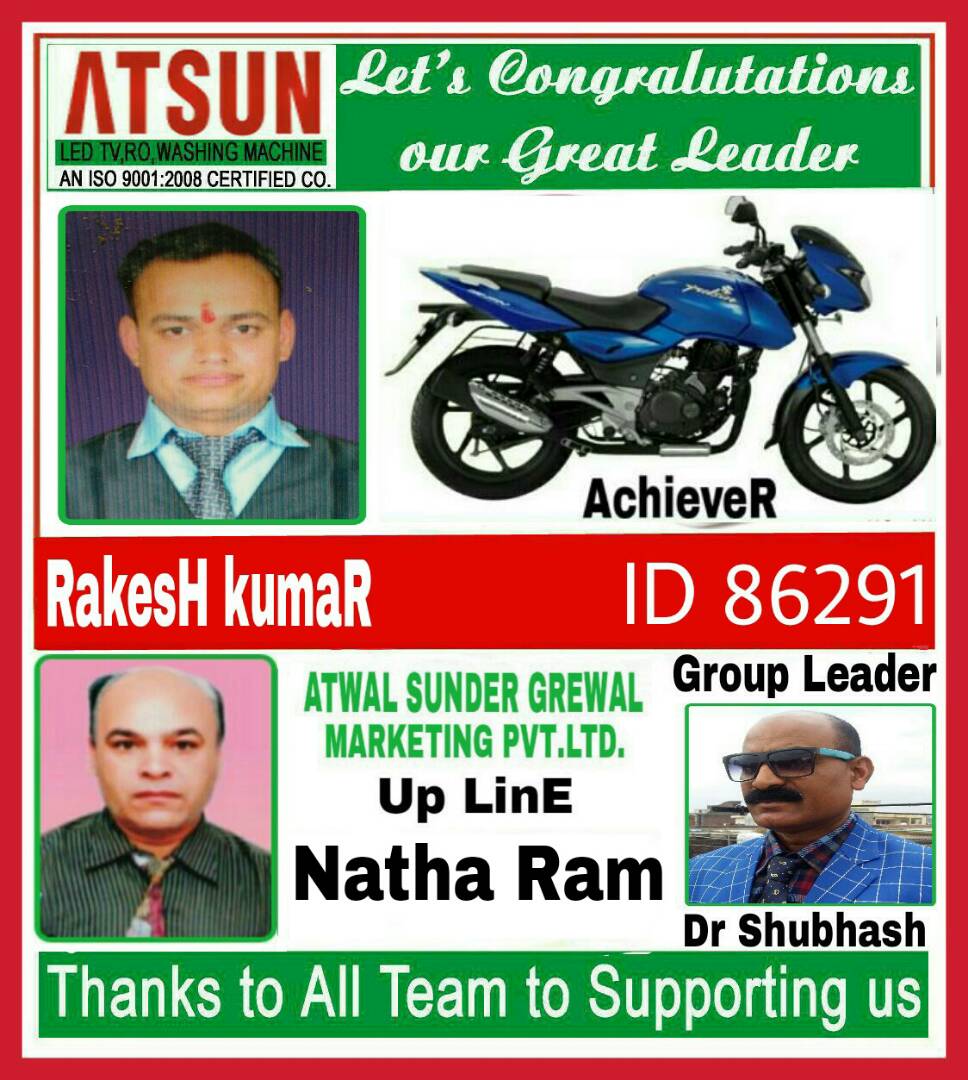 ATSUN
LED TV,RO,WASHING MACHINE
AN ISO 9001:2008 CERTIFIED CO.
Let's Congralutations
our Great Leader
pulsar
AchieveR
RakesH kumaR
ID 86291
ATWAL SUNDER GREWAL
MARKETING PVT.LTD.
Up LinE
Natha Ram
Group Leader
Dr Shubhash
Thanks to All Team to Supporting us